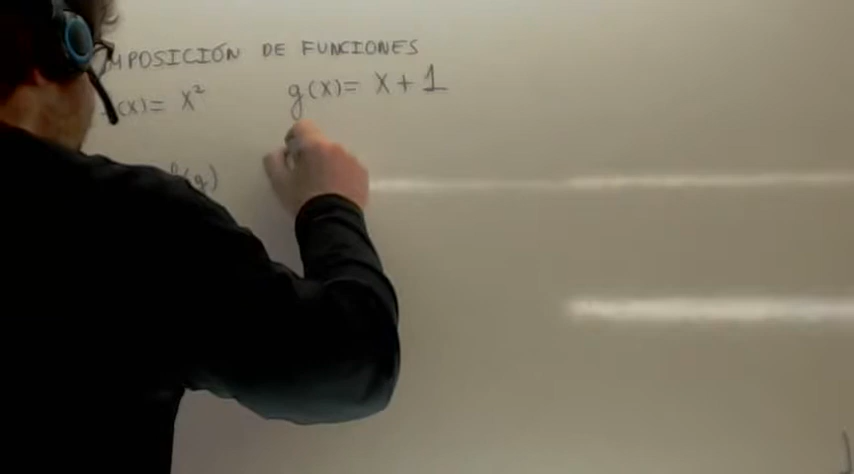 MPOSICIÓN DE FUNCIONES
(x) = x² g(x) = x + 1
(g)